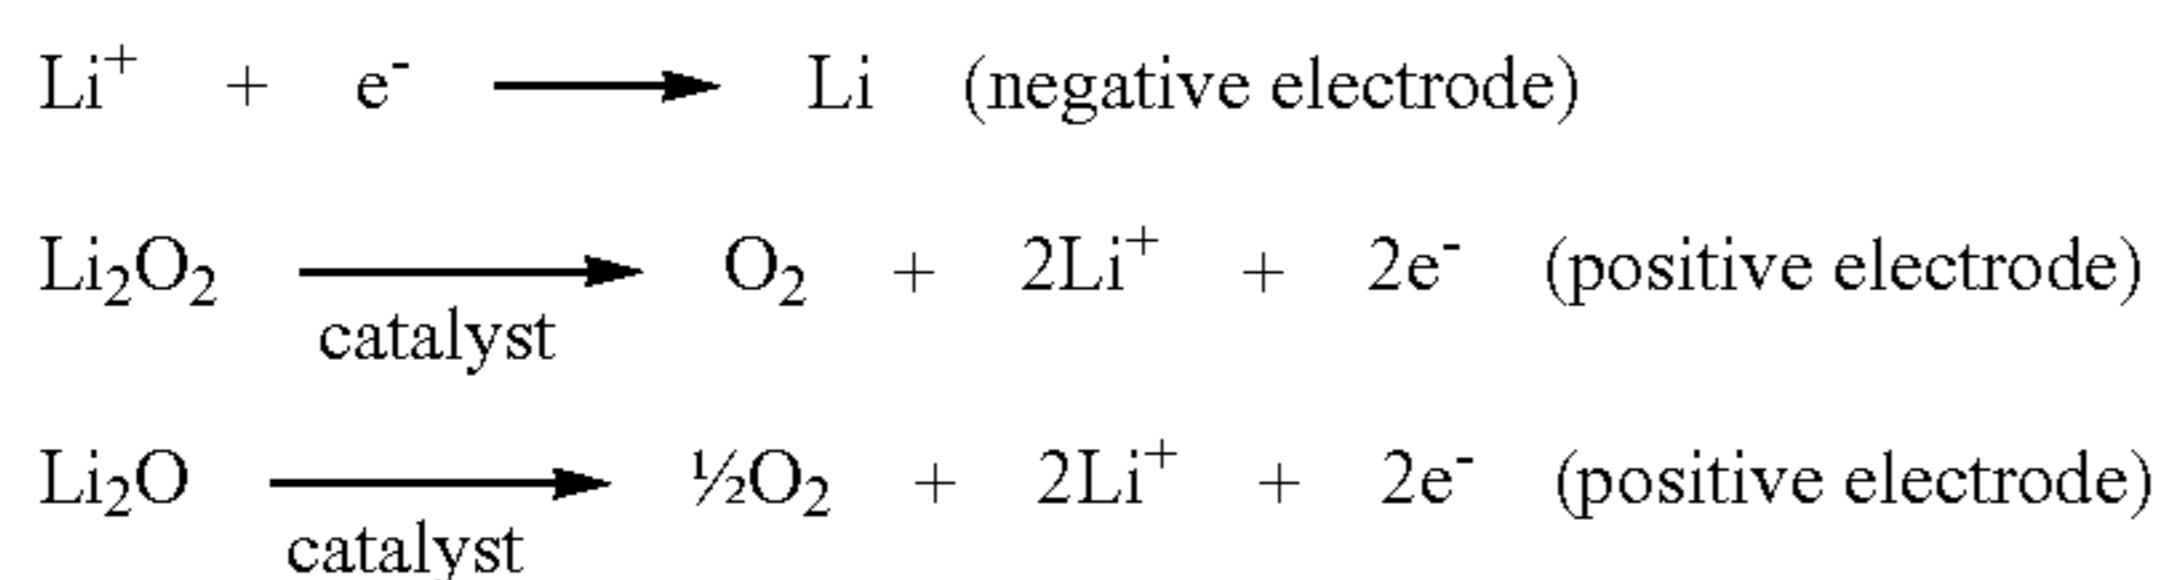 Li⁺ + e⁻ ⟶ Li (negative electrode)
Li₂O₂ ⟶ O₂ + 2Li⁺ + 2e⁻ (positive electrode)
catalyst
Li₂O ⟶ ½O₂ + 2Li⁺ + 2e⁻ (positive electrode)
catalyst